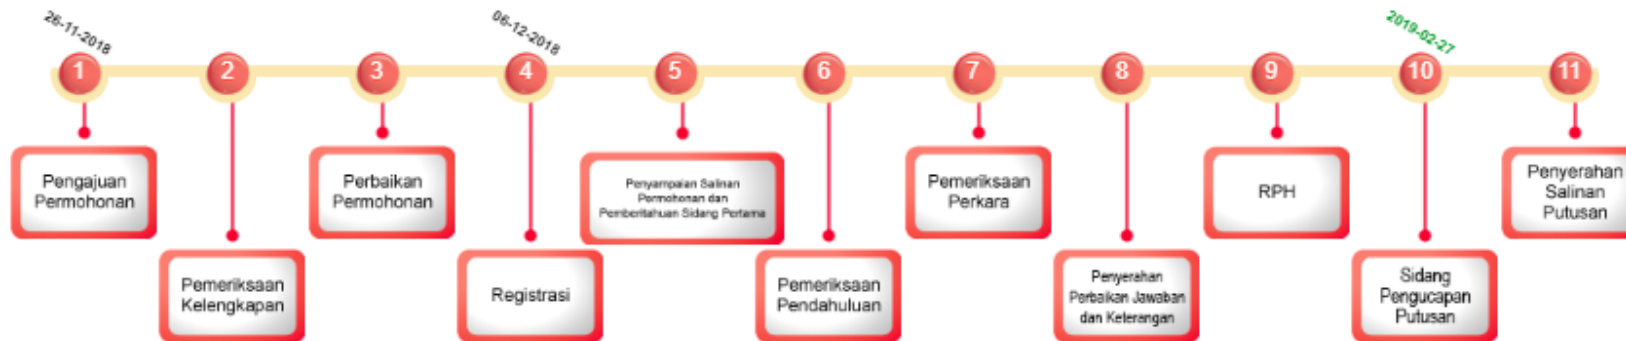 26-11-2018
06-12-2018
2019-02-27
1
2
3
4
5
6
7
8
9
10
11
Pengajuan
Permohonan
Pemeriksaan
Kelengkapan
Perbaikan
Permohonan
Registrasi
Penyampaian Salinan
Permohonan dan
Pemberitahuan Sidang Pertama
Pemeriksaan
Pendahuluan
Pemeriksaan
Perkara
Penyerahan
Perbaikan Jawaban
dan Keterangan
RPH
Sidang
Pengucapan
Putusan
Penyerahan
Salinan
Putusan